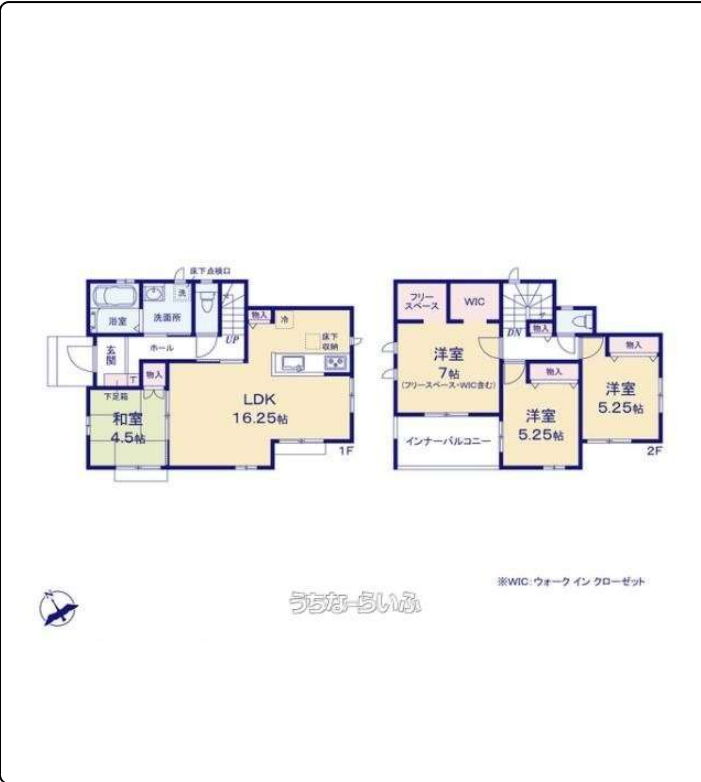 床下点検口
浴室
洗面所
洗
物入
冷
床下
収納
玄
関
ホール
UP
下足箱
物入
和室
4.5帖
LDK
16.25帖
1F
フリー
スペース
WIC
DN
物入
洋室
7帖
(フリースペース・WIC含む)
物入
物入
洋室
5.25帖
洋室
5.25帖
インナーバルコニー
2F
※WIC:ウォーク イン クローゼット
N
うちなーらいふ